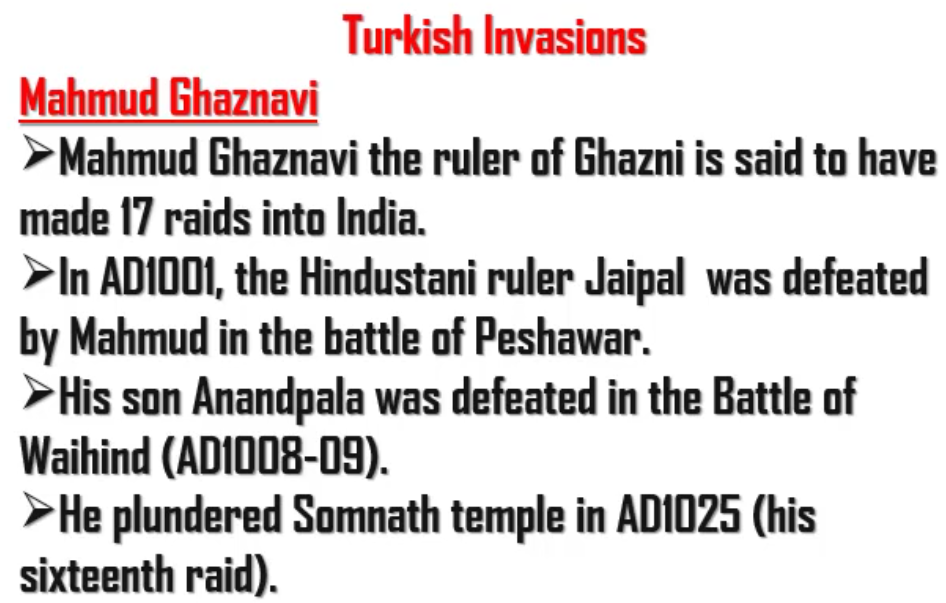 Turkish Invasions
Mahmud Ghaznavi
➢Mahmud Ghaznavi the ruler of Ghazni is said to have
made 17 raids into India.
➢In AD1001, the Hindustani ruler Jaipal was defeated
by Mahmud in the battle of Peshawar.
➢His son Anandpala was defeated in the Battle of
Waihind (AD1008-09).
➢He plundered Somnath temple in AD1025 (his
sixteenth raid).